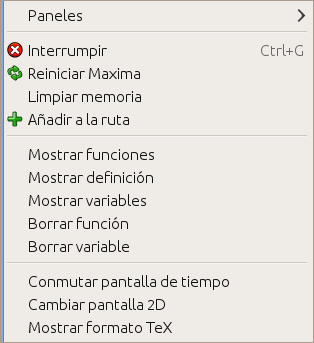 Paneles
Interrumpir Ctrl+G
Reiniciar Maxima
Limpiar memoria
Añadir a la ruta
Mostrar funciones
Mostrar definición
Mostrar variables
Borrar función
Borrar variable
Conmutar pantalla de tiempo
Cambiar pantalla 2D
Mostrar formato TeX